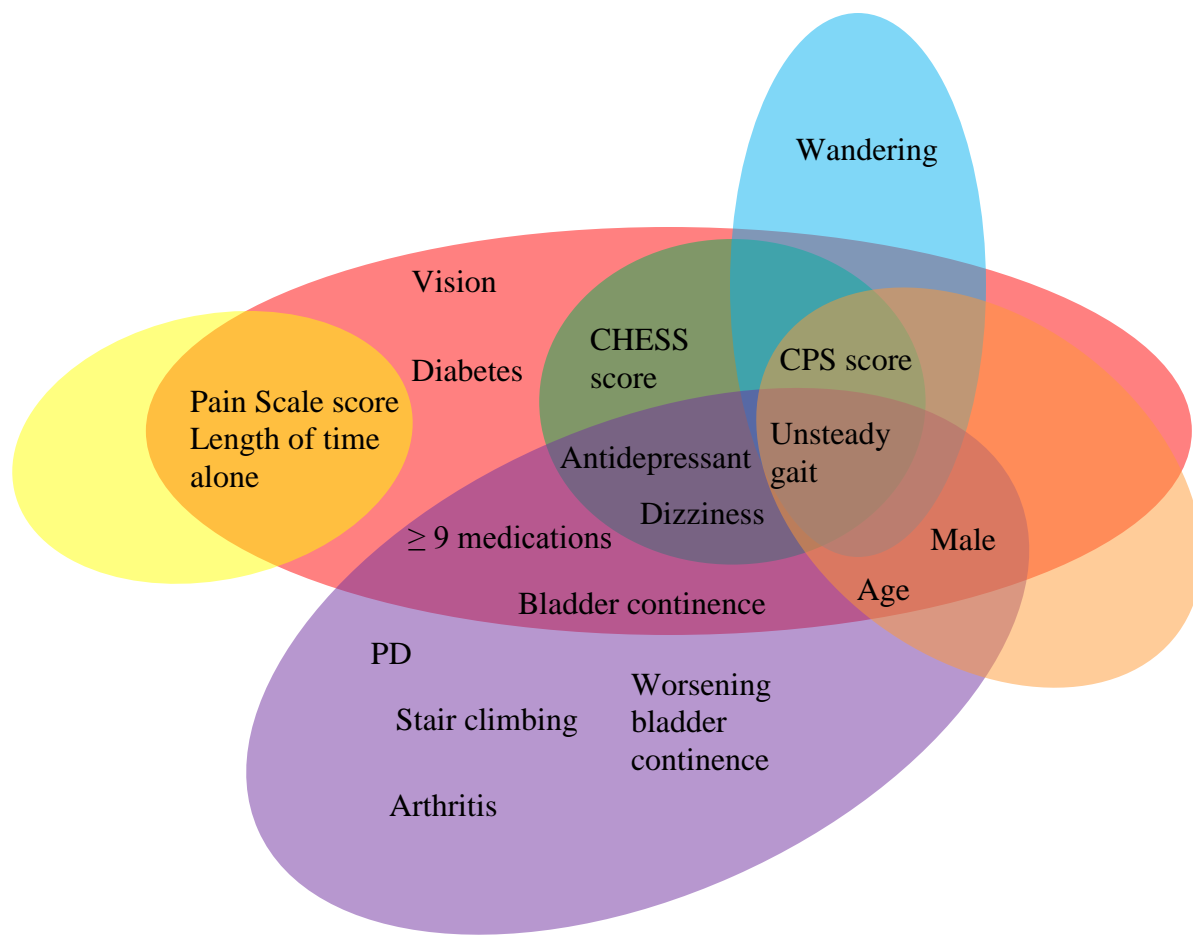 Wandering
Vision
CHESS
score
CPS score
Diabetes
Pain Scale score
Length of time
alone
Unsteady
gait
Antidepressant
Dizziness
≥ 9 medications
Male
Age
Bladder continence
PD
Worsening
bladder
continence
Stair climbing
Arthritis